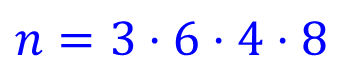 n = 3 · 6 · 4 · 8